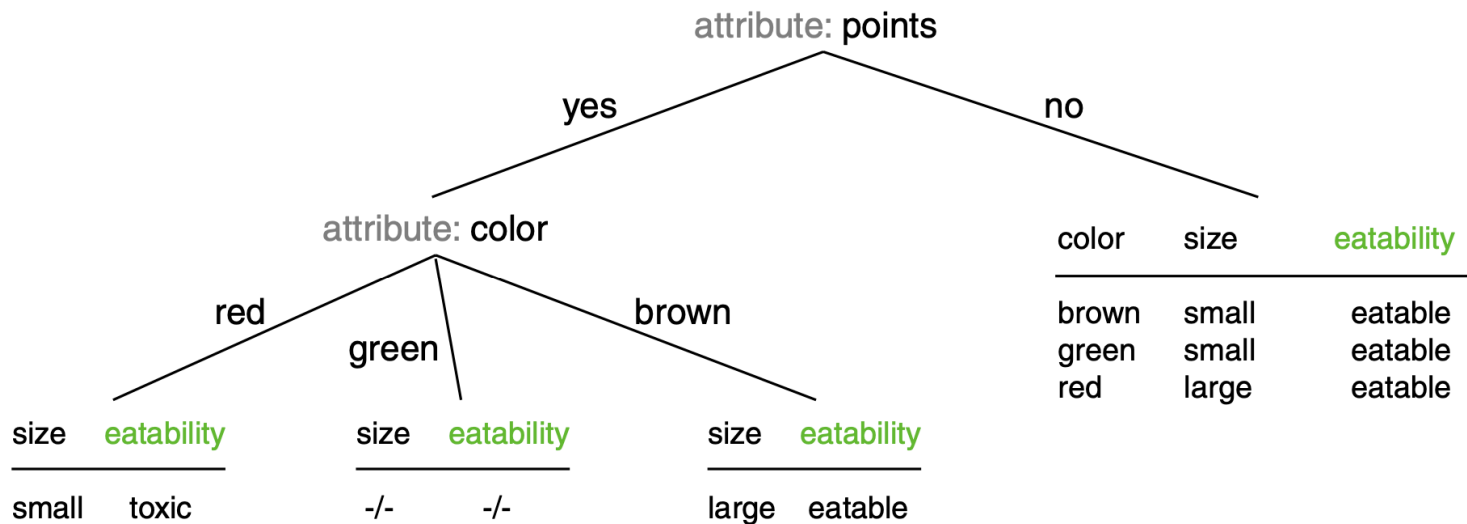 attribute: points
yes
no
attribute: color
color size eatability
red
green
brown
brown small eatable
green small eatable
red large eatable
size eatability
small toxic
size eatability
-/- -/-
size eatability
large eatable